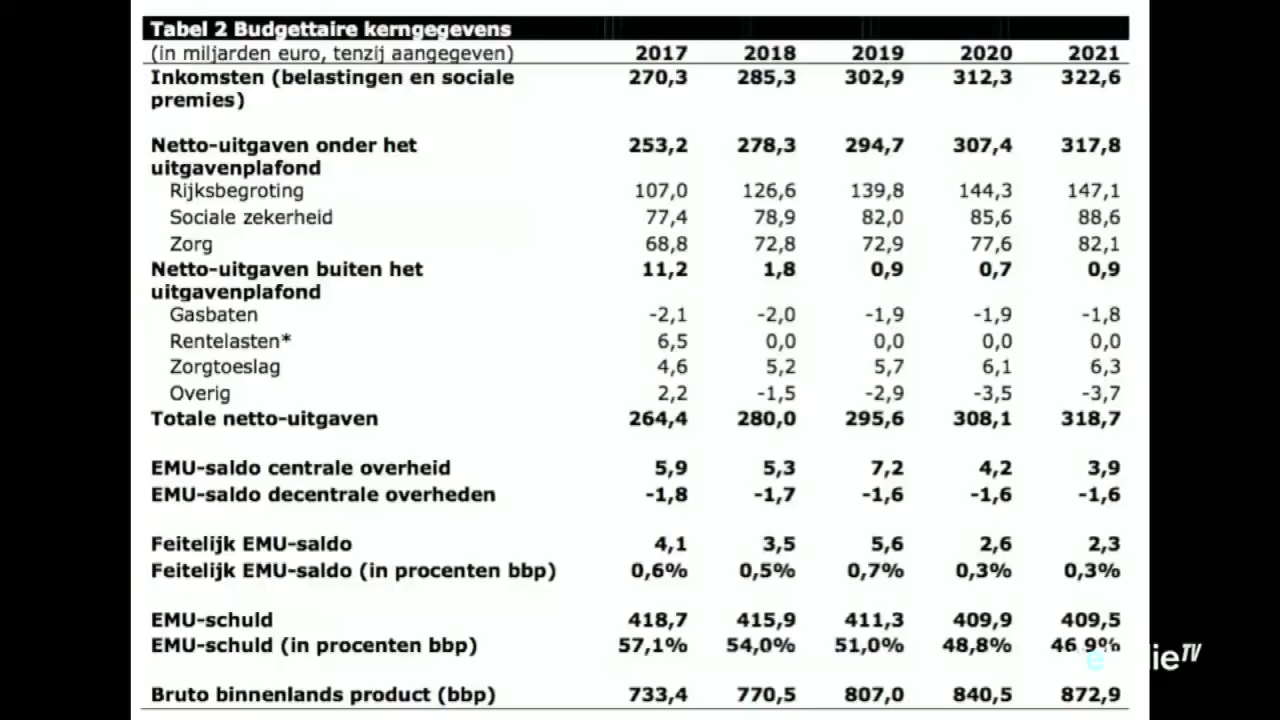 Tabel 2 Budgettaire kerngegevens
(in miljarden euro, tenzij aangegeven) 2017 2018 2019 2020 2021
Inkomsten (belastingen en sociale 270,3 285,3 302,9 312,3 322,6
premies)
Netto-uitgaven onder het 253,2 278,3 294,7 307,4 317,8
uitgavenplafond
Rijksbegroting 107,0 126,6 139,8 144,3 147,1
Sociale zekerheid 77,4 78,9 82,0 85,6 88,6
Zorg 68,8 72,8 72,9 77,6 82,1
Netto-uitgaven buiten het 11,2 1,8 0,9 0,7 0,9
uitgavenplafond
Gasbaten -2,1 -2,0 -1,9 -1,9 -1,8
Rentelasten* 6,5 0,0 0,0 0,0 0,0
Zorgtoeslag 4,6 5,2 5,7 6,1 6,3
Overig 2,2 -1,5 -2,9 -3,5 -3,7
Totale netto-uitgaven 264,4 280,0 295,6 308,1 318,7
EMU-saldo centrale overheid 5,9 5,3 7,2 4,2 3,9
EMU-saldo decentrale overheden -1,8 -1,7 -1,6 -1,6 -1,6
Feitelijk EMU-saldo 4,1 3,5 5,6 2,6 2,3
Feitelijk EMU-saldo (in procenten bbp) 0,6% 0,5% 0,7% 0,3% 0,3%
EMU-schuld 418,7 415,9 411,3 409,9 409,5
EMU-schuld (in procenten bbp) 57,1% 54,0% 51,0% 48,8% 46,9%
Bruto binnenlands product (bbp) 733,4 770,5 807,0 840,5 872,9